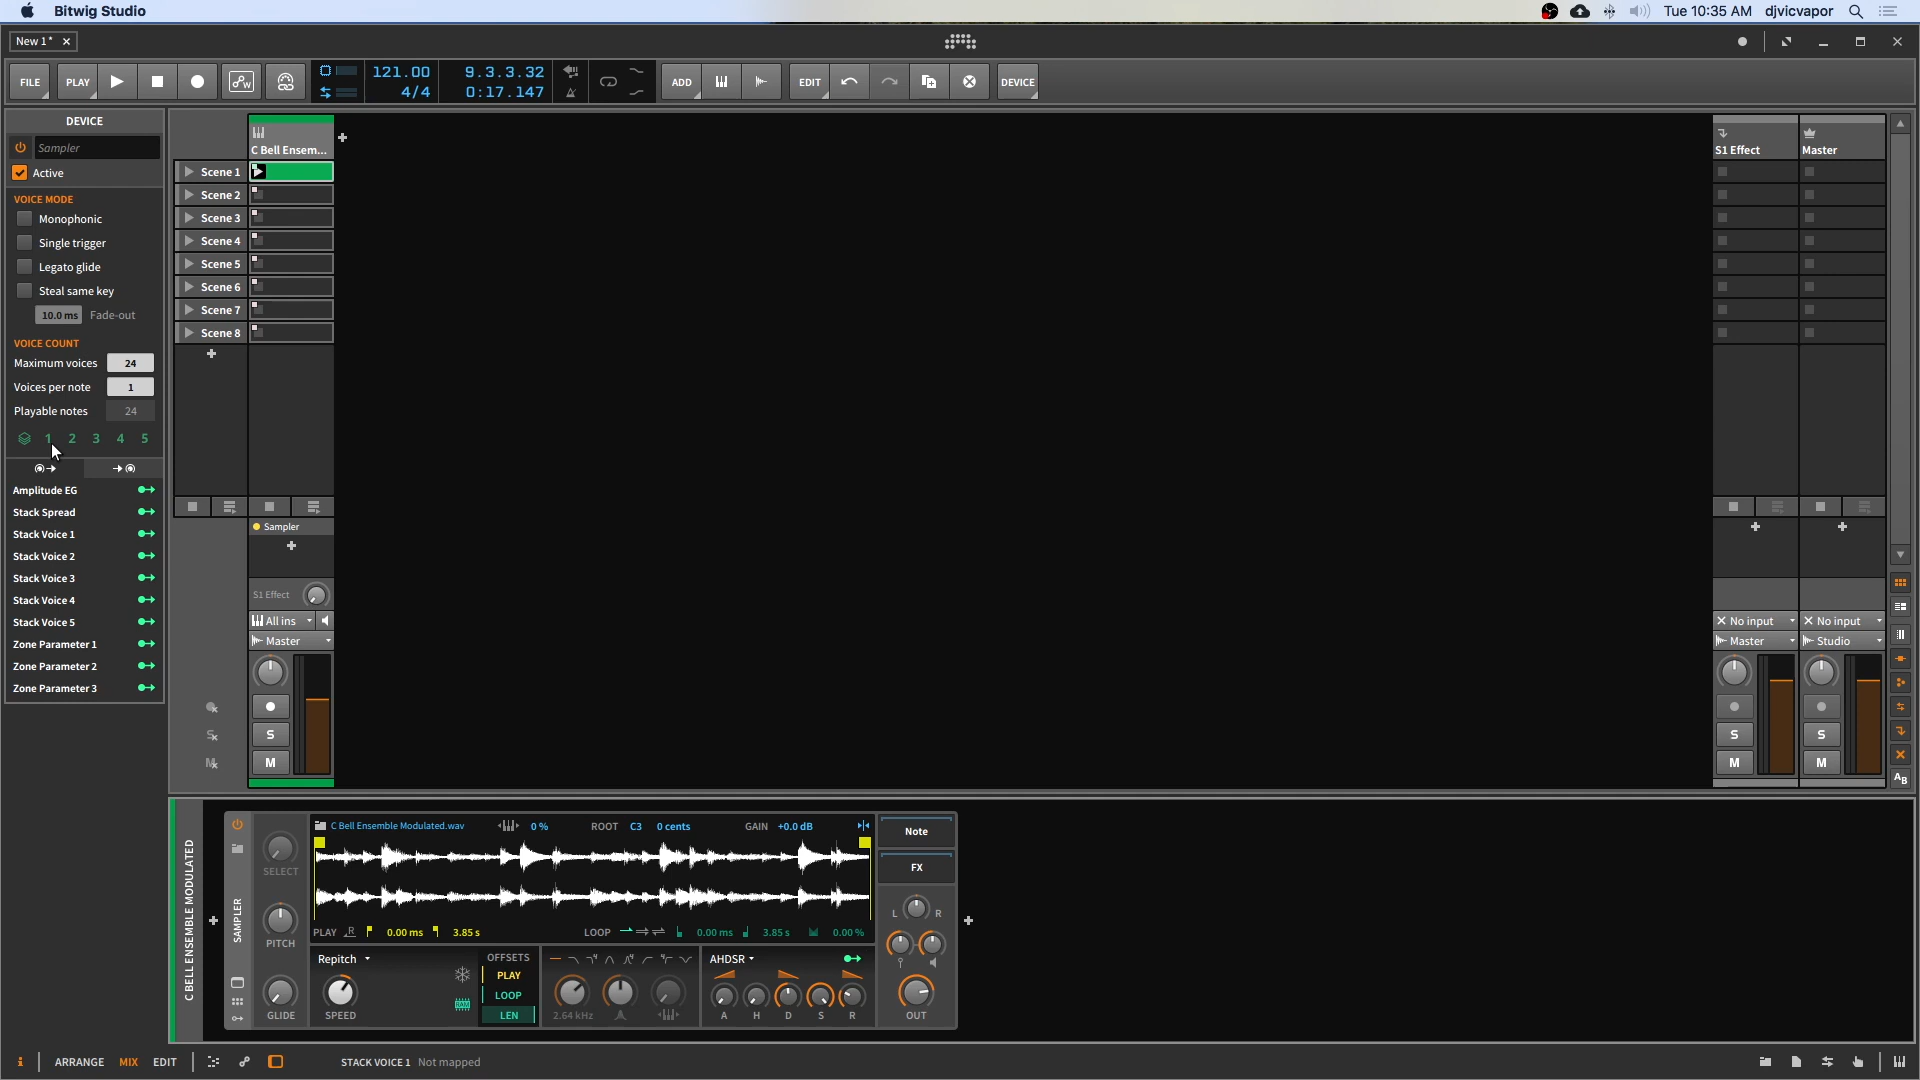 Bitwig Studio
Tue 10:35 AM djvicvapor
New 1*
FILE PLAY 121.00 9.3.3.3.32 ADD EDIT DEVICE
4/4 0:17.147
DEVICE
Sampler
Active
VOICE MODE
Monophonic
Single trigger
Legato glide
Steal same key
10.0 ms Fade-out
VOICE COUNT
Maximum voices 24
Voices per note 1
Playable notes 24
1 2 3 4 5
Amplitude EG
Stack Spread
Stack Voice 1
Stack Voice 2
Stack Voice 3
Stack Voice 4
Stack Voice 5
Zone Parameter 1
Zone Parameter 2
Zone Parameter 3
C Bell Ensem...
Scene 1
Scene 2
Scene 3
Scene 4
Scene 5
Scene 6
Scene 7
Scene 8
Sampler
S1 Effect
All ins
Master
S
M
S
M
S1 Effect Master
No input No input
Master Studio
S S
M M
AB
C BELL ENSEMBLE MODULATED
SAMPLER
SELECT
PITCH
GLIDE
C Bell Ensemble Modulated.wav 0 % ROOT C3 0 cents GAIN +0.0 dB
PLAY R 0.00 ms 3.85 s LOOP 0.00 ms 3.85 s 0.00 %
Repitch
SPEED
OFFSETS
PLAY
LOOP
LEN
2.64 kHz
AHDSR
A H D S R
Note
FX
L R
OUT
i ARRANGE MIX EDIT STACK VOICE 1 Not mapped